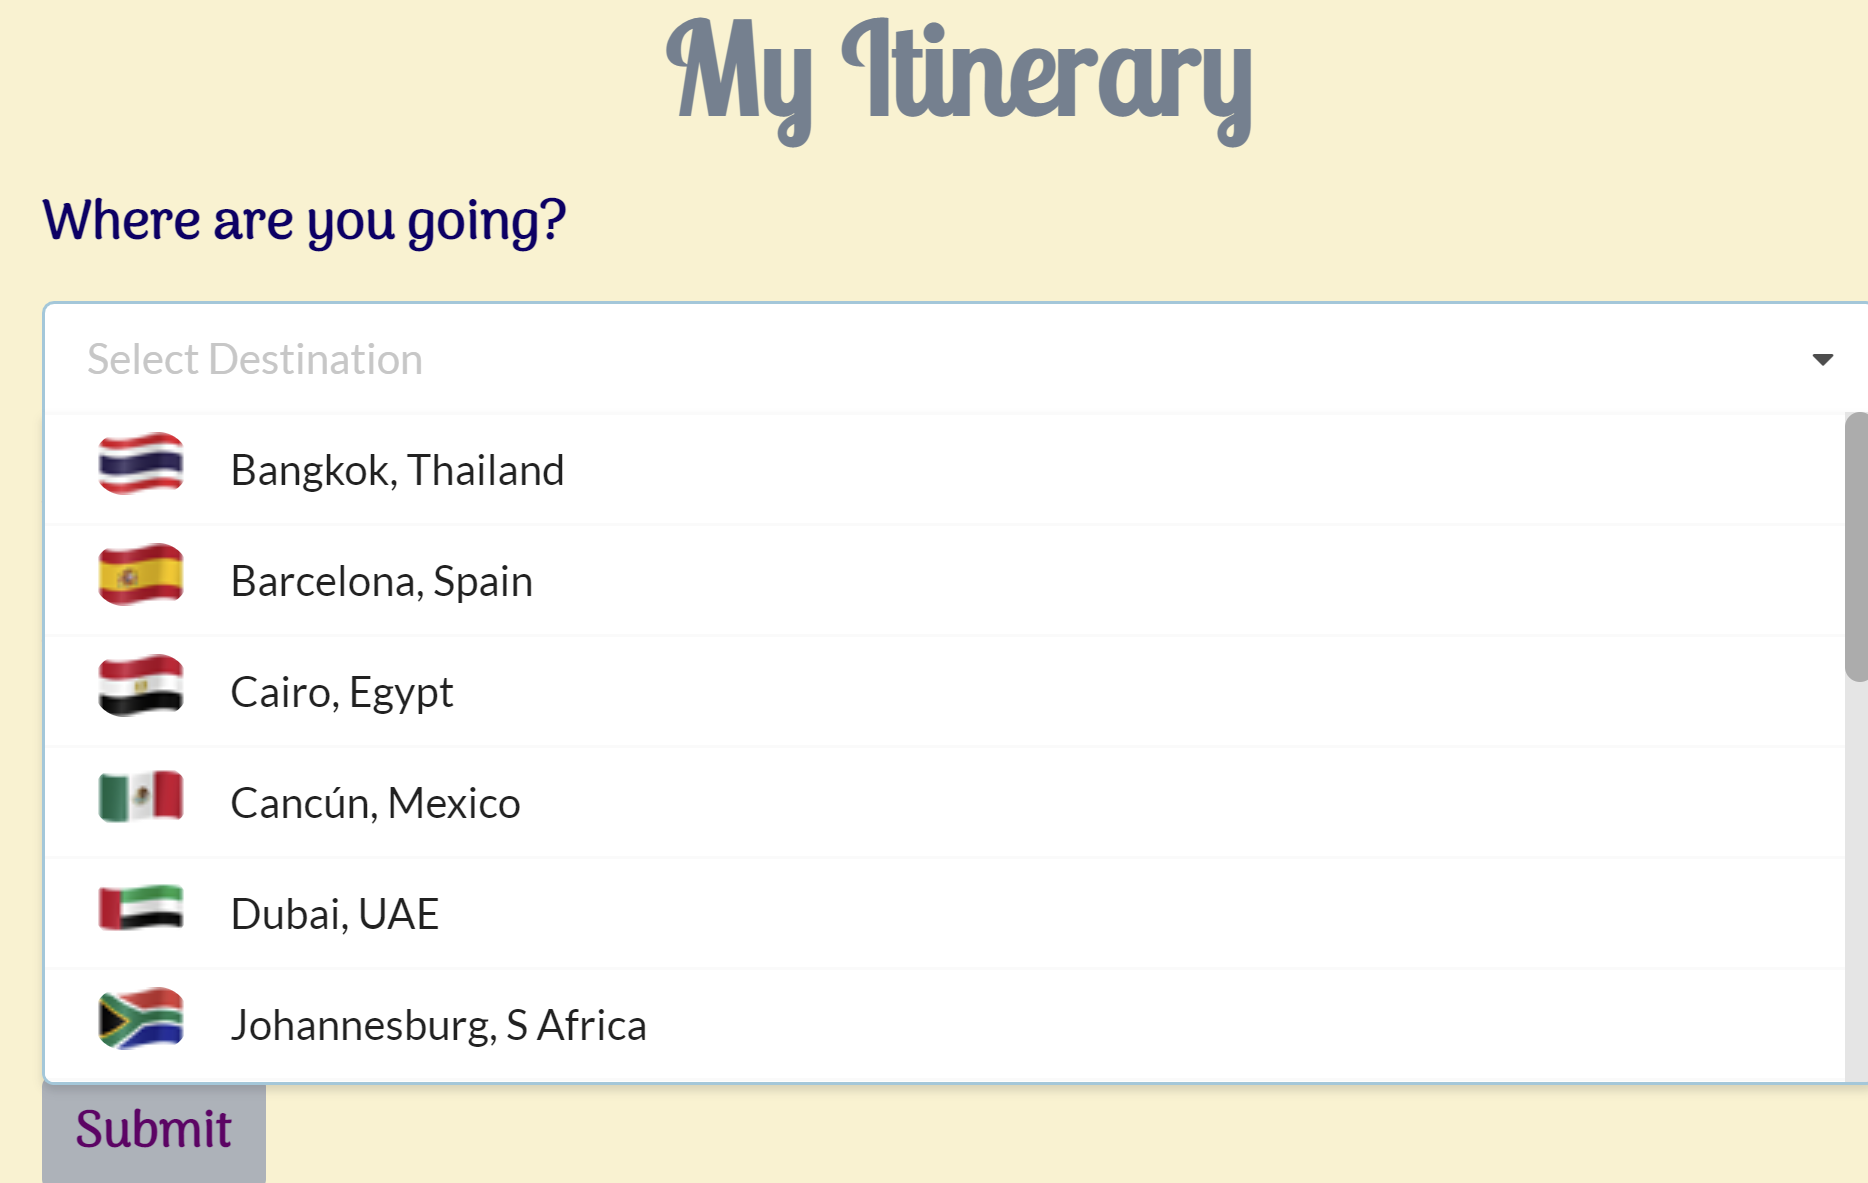 My Itinerary
Where are you going?
Select Destination
Bangkok, Thailand
Barcelona, Spain
Cairo, Egypt
Cancún, Mexico
Dubai, UAE
Johannesburg, S Africa
Submit